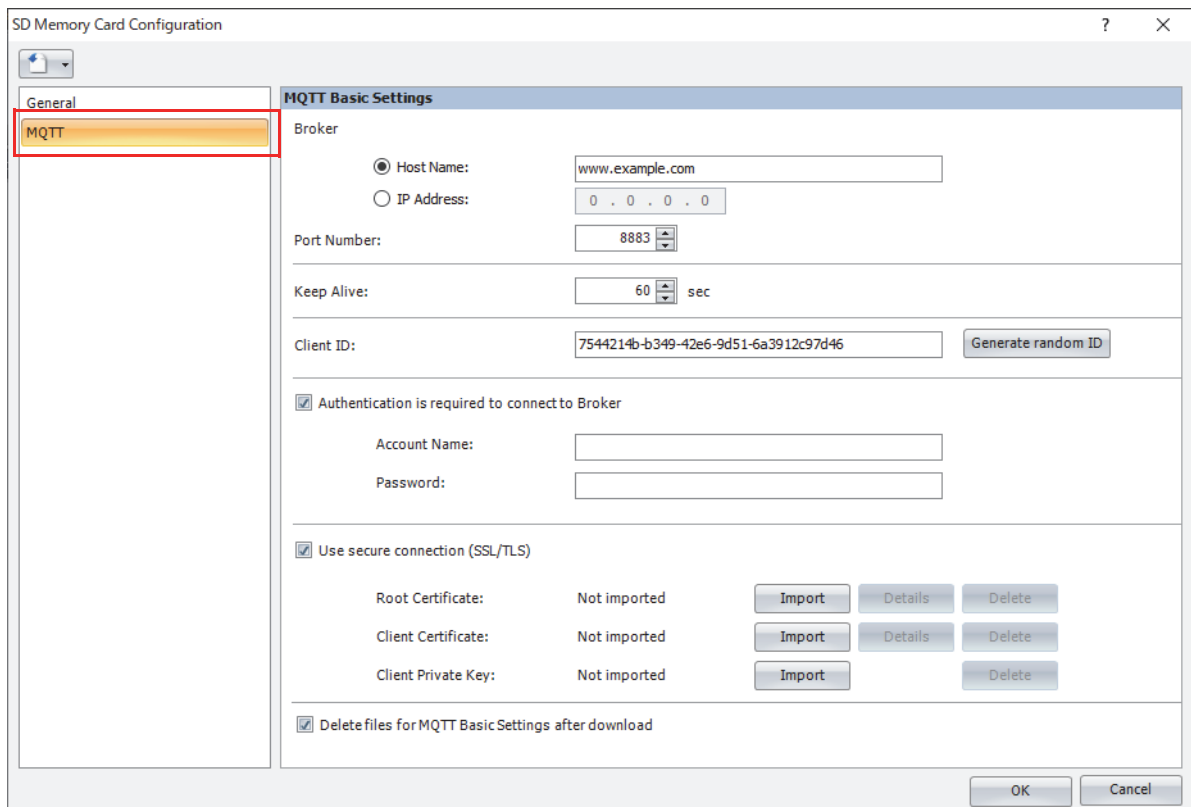 SD Memory Card Configuration ?
General
MQTT
MQTT Basic Settings
Broker
Host Name: www.example.com
IP Address: 0 . 0 . 0 . 0
Port Number: 8883
Keep Alive: 60 sec
Client ID: 7544214b-b349-42e6-9d51-6a3912c97d46 Generate random ID
Authentication is required to connect to Broker
Account Name:
Password:
Use secure connection (SSL/TLS)
Root Certificate: Not imported Import Details Delete
Client Certificate: Not imported Import Details Delete
Client Private Key: Not imported Import Delete
Delete files for MQTT Basic Settings after download
OK Cancel